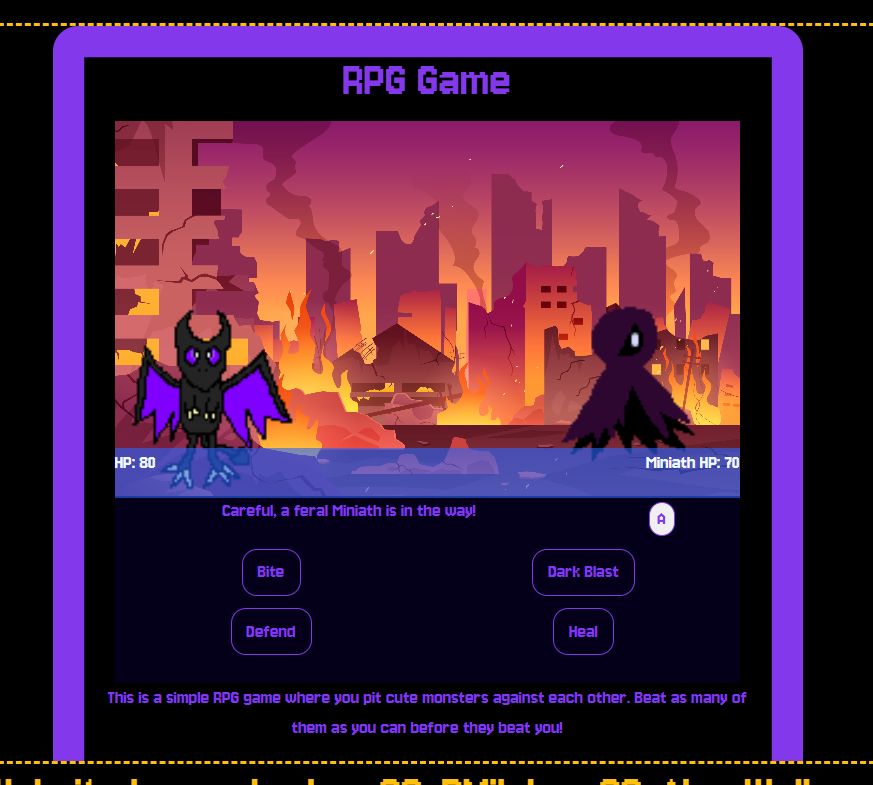 RPG Game
HP: 80
Miniath HP: 70
Careful, a feral Miniath is in the way!
A
Bite
Dark Blast
Defend
Heal
This is a simple RPG game where you pit cute monsters against each other. Beat as many of
them as you can before they beat you!